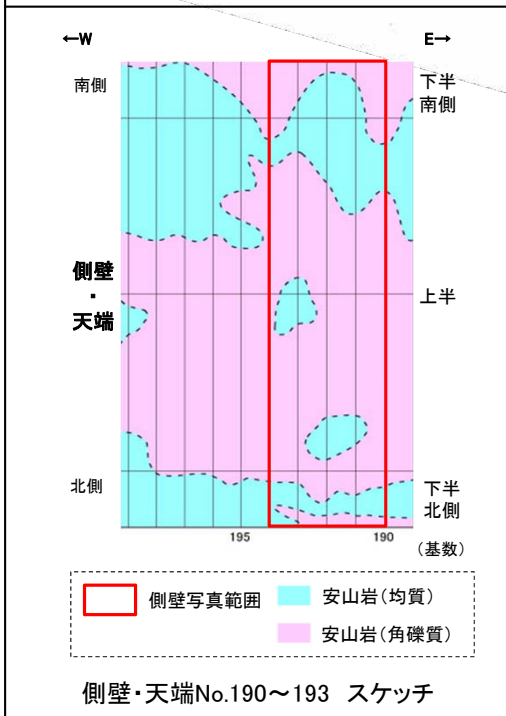 ←W
E→
南側
下半
南側
側壁
・
天端
上半
北側
下半
北側
195
190
(基数)
側壁写真範囲
安山岩(均質)
安山岩(角礫質)
側壁・天端No.190～193 スケッチ